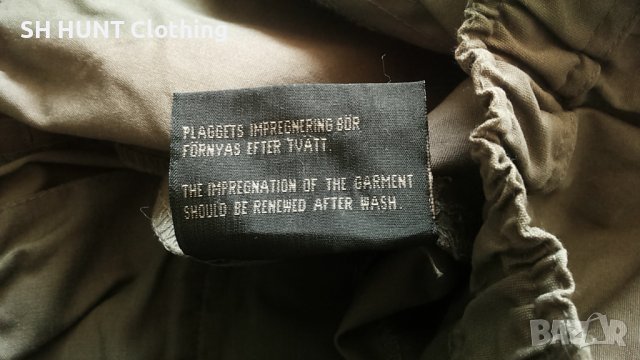 SH HUNT Clothing
PLAGGETS IMPREGNERING BÖR
FÖRNYAS EFTER TVÄTT.
THE IMPREGNATION OF THE GARMENT
SHOULD BE RENEWED AFTER WASH.
BAZAR